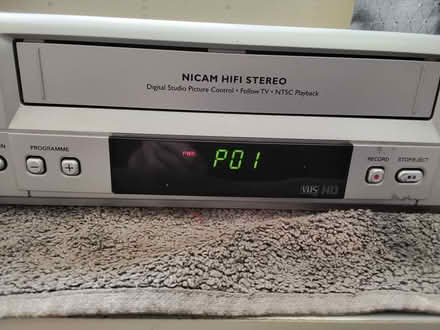 NICAM HIFI STEREO
Digital Studio Picture Control • Follow TV • NTSC Playback
PROGRAMME
P01
RECORD STOP/EJECT
VHS HQ